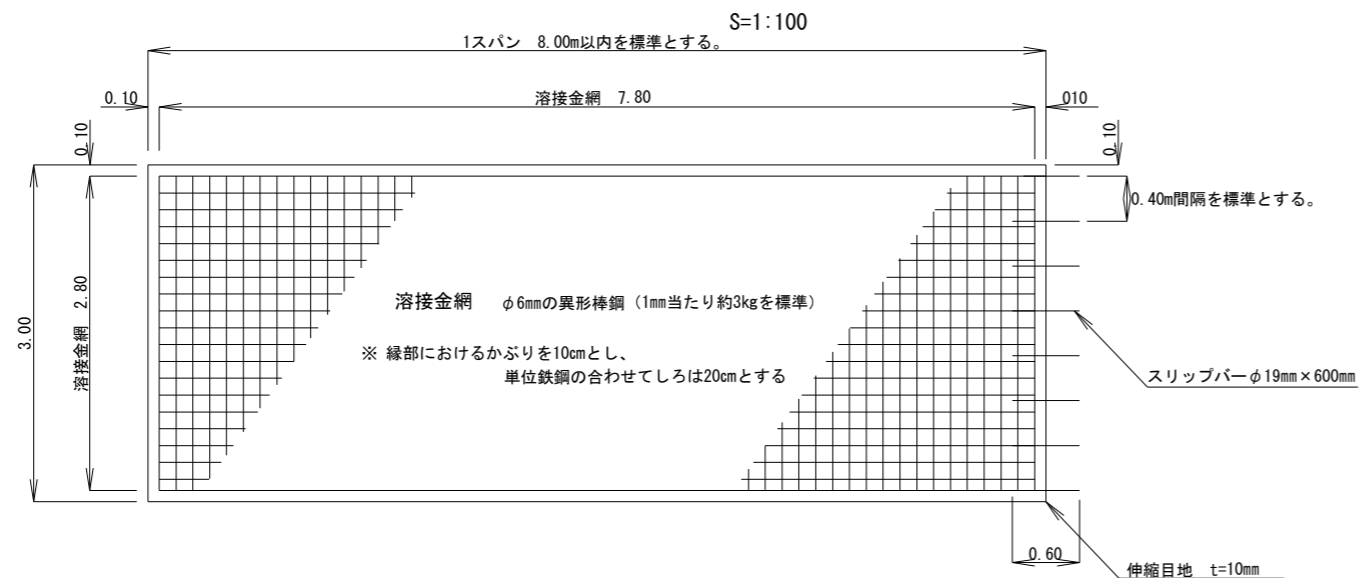 S=1:100
1スパン 8.00m以内を標準とする。
0.10
溶接金網 7.80
010
0.10
0.10
0.40m間隔を標準とする。
3.00
溶接金網 2.80
溶接金網 φ6mmの異形棒鋼(1mm当たり約3kgを標準)
※ 縁部におけるかぶりを10cmとし、
単位鉄鋼の合わせてしろは20cmとする
スリップバーφ19mm×600mm
0.60
伸縮目地 t=10mm